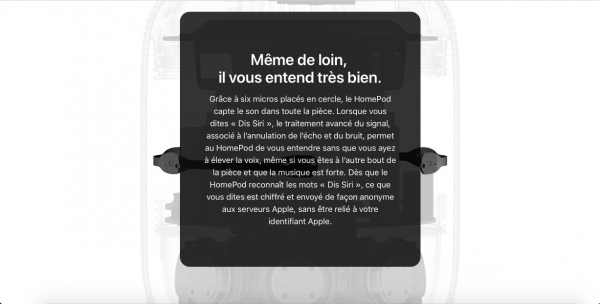 Même de loin,
il vous entend très bien.
Grâce à six micros placés en cercle, le HomePod
capte le son dans toute la pièce. Lorsque vous
dites « Dis Siri », le traitement avancé du signal,
associé à l'annulation de l'écho et du bruit, permet
au HomePod de vous entendre sans que vous ayez
à élever la voix, même si vous êtes à l'autre bout de
la pièce et que la musique est forte. Dès que le
HomePod reconnaît les mots « Dis Siri », ce que
vous dites est chiffré et envoyé de façon anonyme
aux serveurs Apple, sans être relié à votre
identifiant Apple.